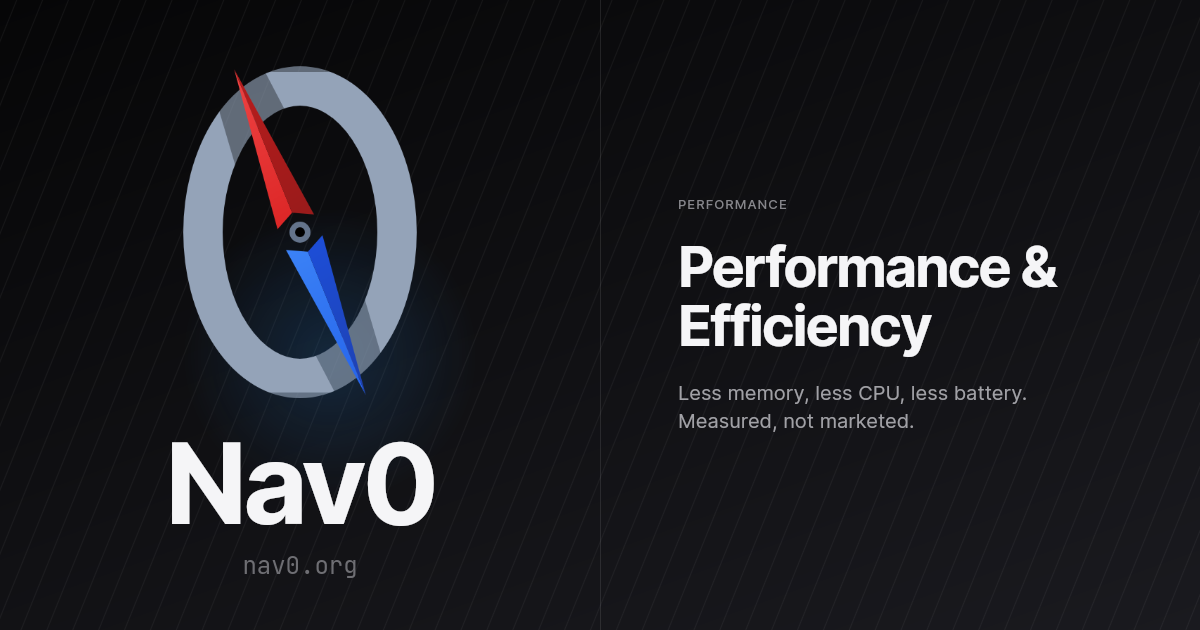 Nav0
nav0.org
PERFORMANCE
Performance &
Efficiency
Less memory, less CPU, less battery.
Measured, not marketed.